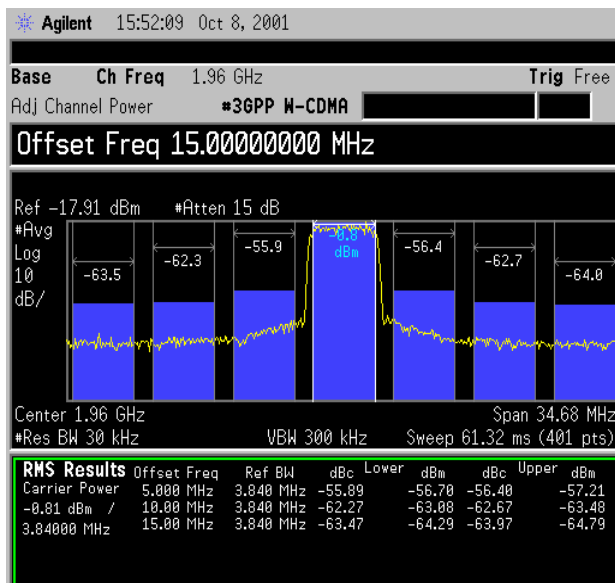 Agilent 15:52:09 Oct 8, 2001
Base Ch Freq 1.96 GHz Trig Free
Adj Channel Power #3GPP W-CDMA
Offset Freq 15.00000000 MHz
Ref -17.91 dBm #Atten 15 dB
#Avg
Log
10
dB/
-63.5 -62.3 -55.9 -0.8 dBm -56.4 -62.7 -64.0
Center 1.96 GHz Span 34.68 MHz
#Res BW 30 kHz VBW 300 kHz Sweep 61.32 ms (401 pts)
RMS Results Offset Freq Ref BW dBc Lower dBm dBc Upper dBm
Carrier Power 5.000 MHz 3.840 MHz -55.89 -56.70 -56.40 -57.21
-0.81 dBm / 10.00 MHz 3.840 MHz -62.27 -63.08 -62.67 -63.48
3.84000 MHz 15.00 MHz 3.840 MHz -63.47 -64.29 -63.97 -64.79